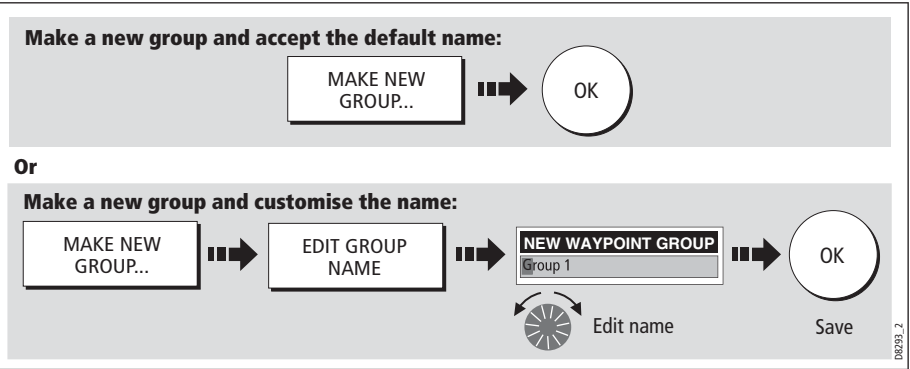 Make a new group and accept the default name:
MAKE NEW
GROUP...
OK
Or
Make a new group and customise the name:
MAKE NEW
GROUP...
EDIT GROUP
NAME
NEW WAYPOINT GROUP
Group 1
Edit name
OK
Save
D8293_2